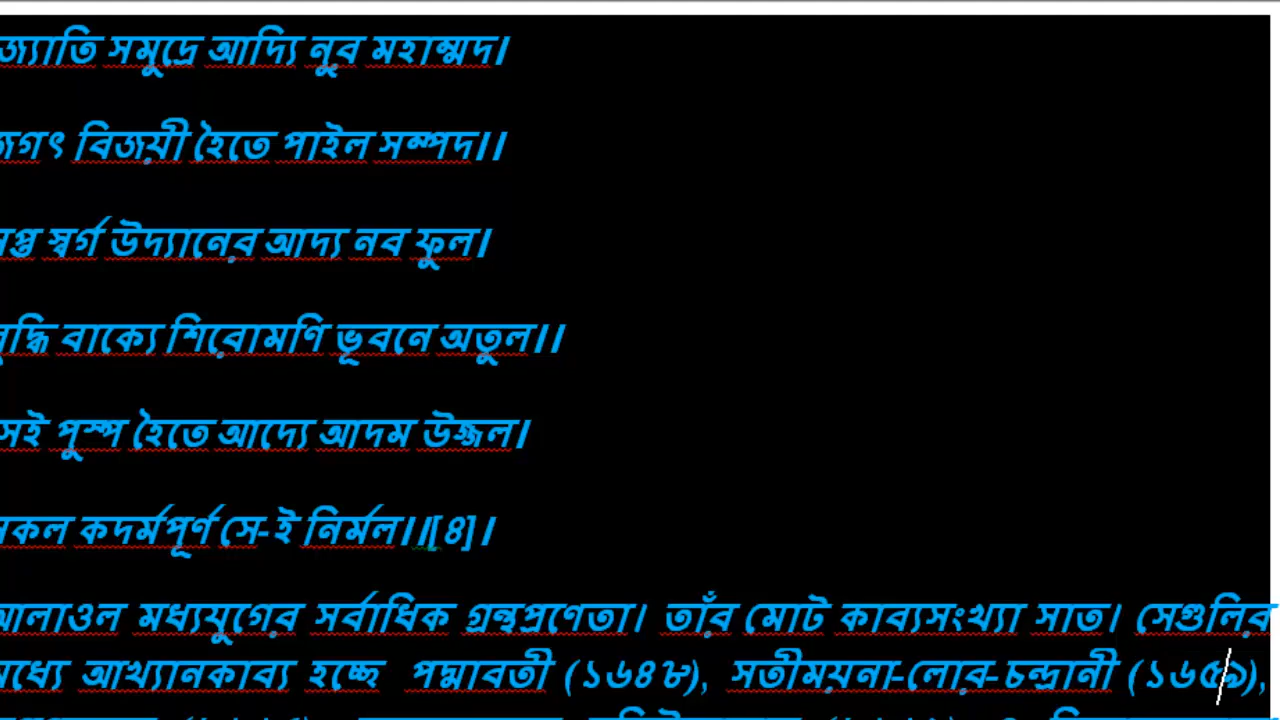 জ্যোতি সমুদ্রে আদ্যি নুর মহাম্মদ।
জগৎ বিজয়ী হৈতে পাইল সম্পদ।।
সপ্ত স্বর্গ উদ্যানের আদ্য নব ফুল।
বুদ্ধি বাক্যে শিরোমণি ভূবনে অতুল।।
সেই পুস্প হৈতে আদ্যে আদম উজ্জল।
সকল কদর্মপূর্ণ সে-ই নির্মল।।[৪]।
আলাওল মধ্যযুগের সর্বাধিক গ্রন্থপ্রণেতা। তাঁর মোট কাব্যসংখ্যা সাত। সেগুলির
মধ্যে আখ্যানকাব্য হচ্ছে পদ্মাবতী (১৬৪৮), সতীময়না-লোর-চন্দ্রানী (১৬৫৯),